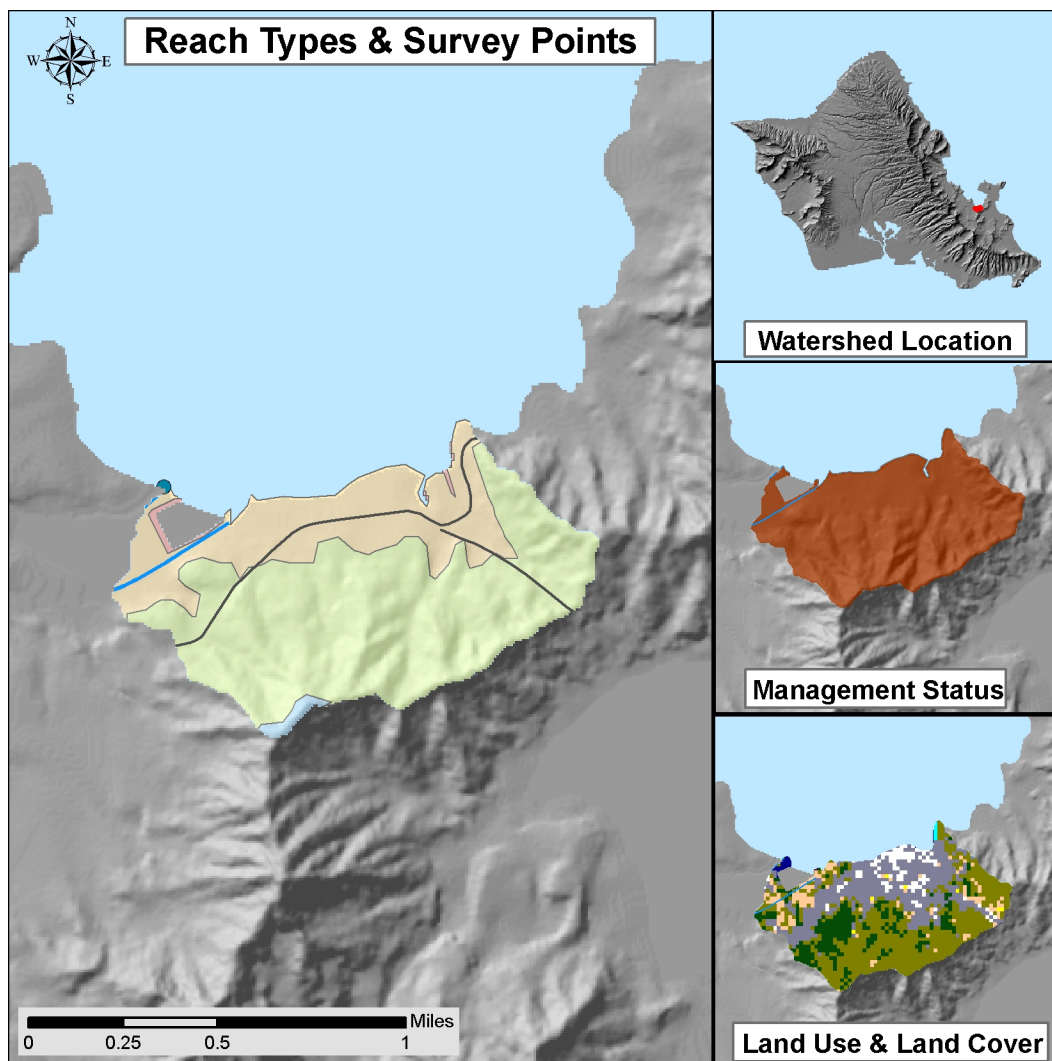 Reach Types & Survey Points
N
W
E
S
Watershed Location
Management Status
Land Use & Land Cover
Miles
0
0.25
0.5
1